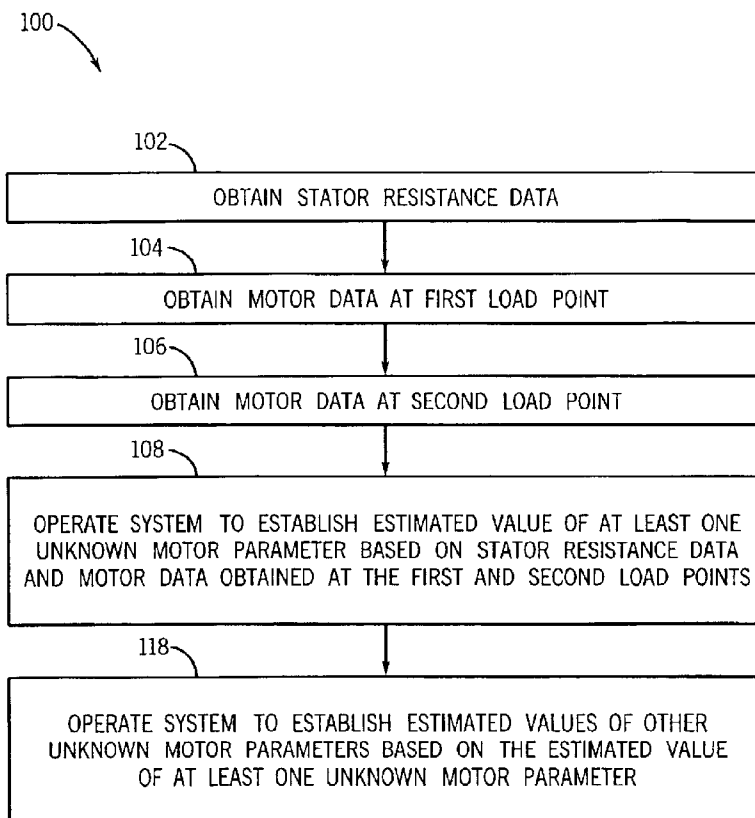 100
102
OBTAIN STATOR RESISTANCE DATA
104
OBTAIN MOTOR DATA AT FIRST LOAD POINT
106
OBTAIN MOTOR DATA AT SECOND LOAD POINT
108
OPERATE SYSTEM TO ESTABLISH ESTIMATED VALUE OF AT LEAST ONE
UNKNOWN MOTOR PARAMETER BASED ON STATOR RESISTANCE DATA
AND MOTOR DATA OBTAINED AT THE FIRST AND SECOND LOAD POINTS
118
OPERATE SYSTEM TO ESTABLISH ESTIMATED VALUES OF OTHER
UNKNOWN MOTOR PARAMETERS BASED ON THE ESTIMATED VALUE
OF AT LEAST ONE UNKNOWN MOTOR PARAMETER